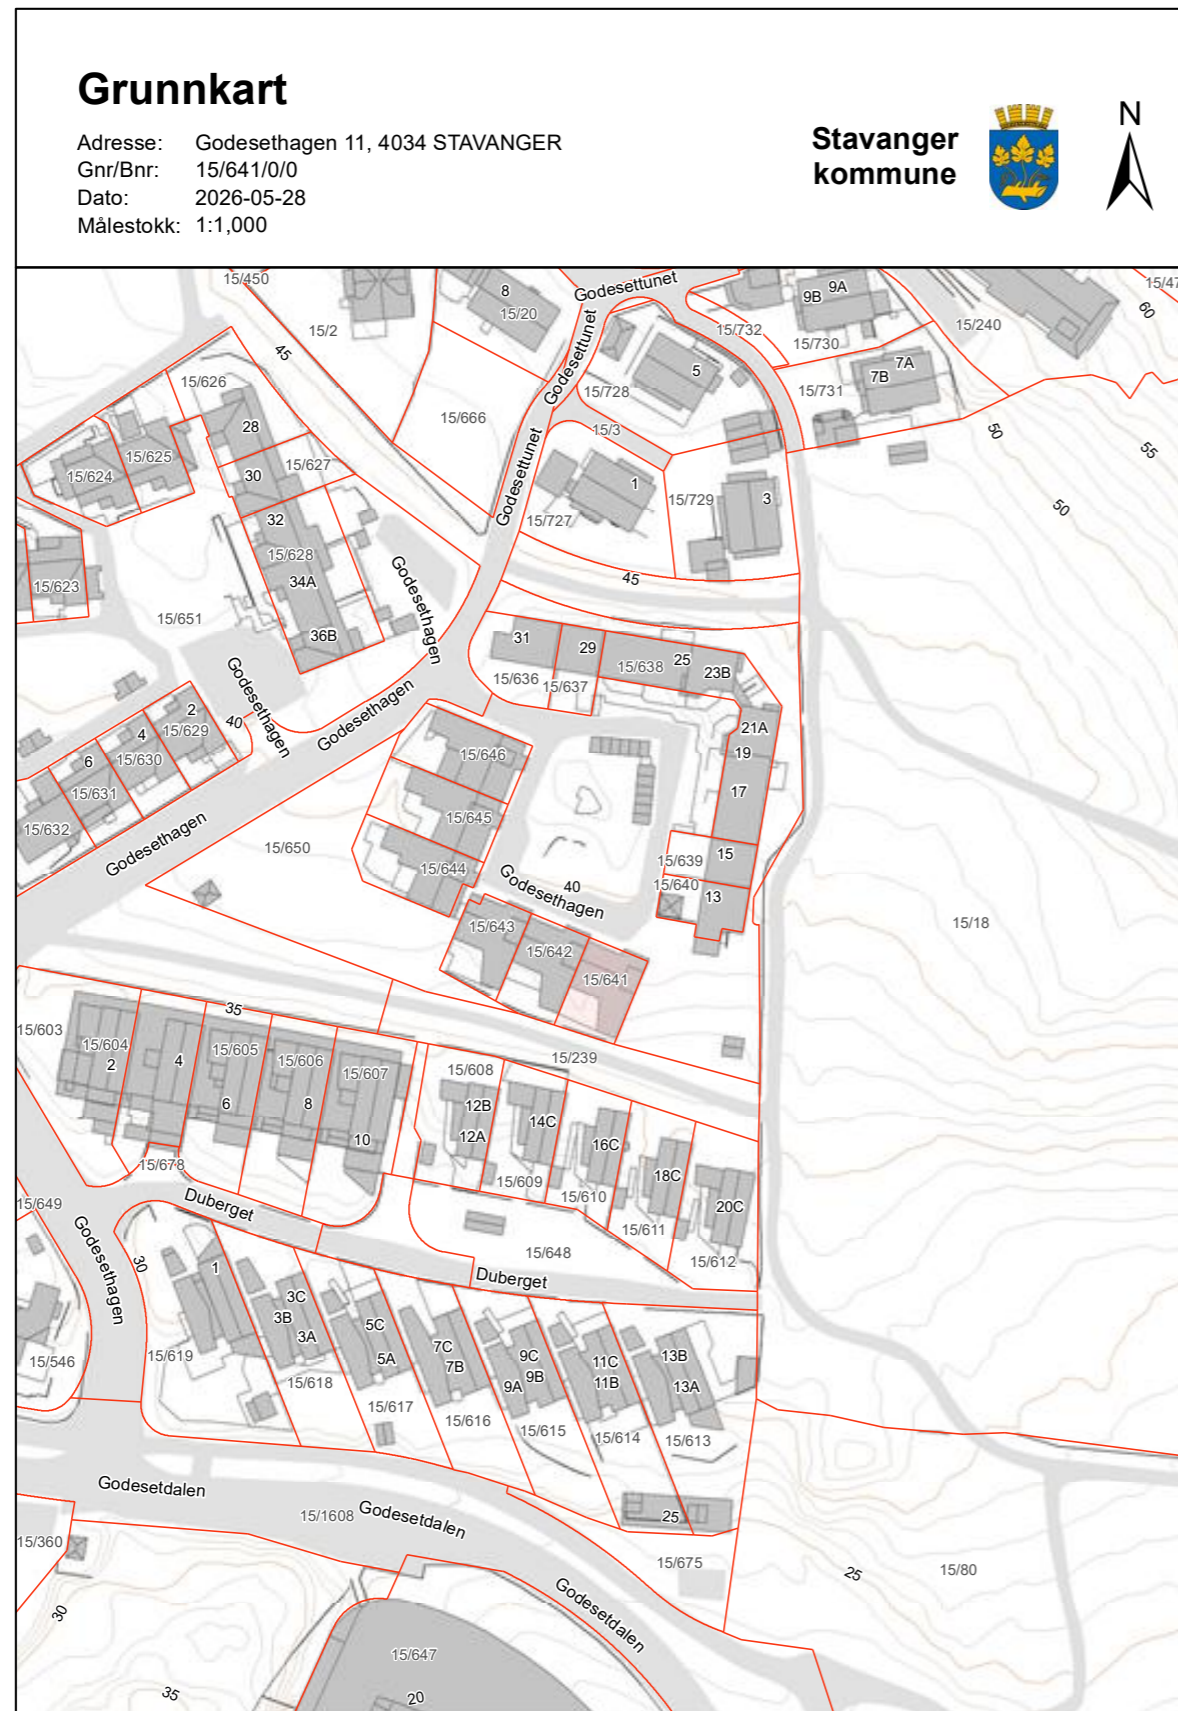 Grunnkart
Adresse: Godesethagen 11, 4034 STAVANGER
Gnr/Bnr: 15/641/0/0
Dato: 2026-05-28
Målestokk: 1:1,000
Stavanger
kommune
N
15/450
15/2
45
8
15/20
Godesettunet
Godesettunet
15/732
9B
9A
15/730
15/240
60
15/47
15/626
28
30
15/627
15/625
15/624
15/666
15/728
5
15/3
15/731
7B
7A
50
55
50
Godesettunet
1
15/727
15/729
3
45
32
15/628
34A
36B
15/623
15/651
Godesethagen
Godesethagen
Godesethagen
40
31
29
25
23B
15/636
15/637
15/638
21A
19
17
15
13
15/639
15/640
2
15/629
4
15/630
6
15/631
15/632
Godesethagen
15/646
15/645
15/644
15/650
Godesethagen
40
15/643
15/642
15/641
15/18
35
15/603
15/604
2
4
15/605
6
15/606
8
15/607
10
15/239
15/608
12B
12A
14C
15/609
16C
15/610
18C
15/611
20C
15/612
15/678
Duberget
15/648
Duberget
15/649
Godesethagen
30
1
15/619
3C
3B
3A
15/618
5C
5A
15/617
7C
7B
15/616
9C
9B
9A
15/615
11C
11B
15/614
13B
13A
15/613
15/546
Godesetdalen
15/1608
Godesetdalen
25
15/675
Godesetdalen
25
15/80
15/360
30
35
15/647
20